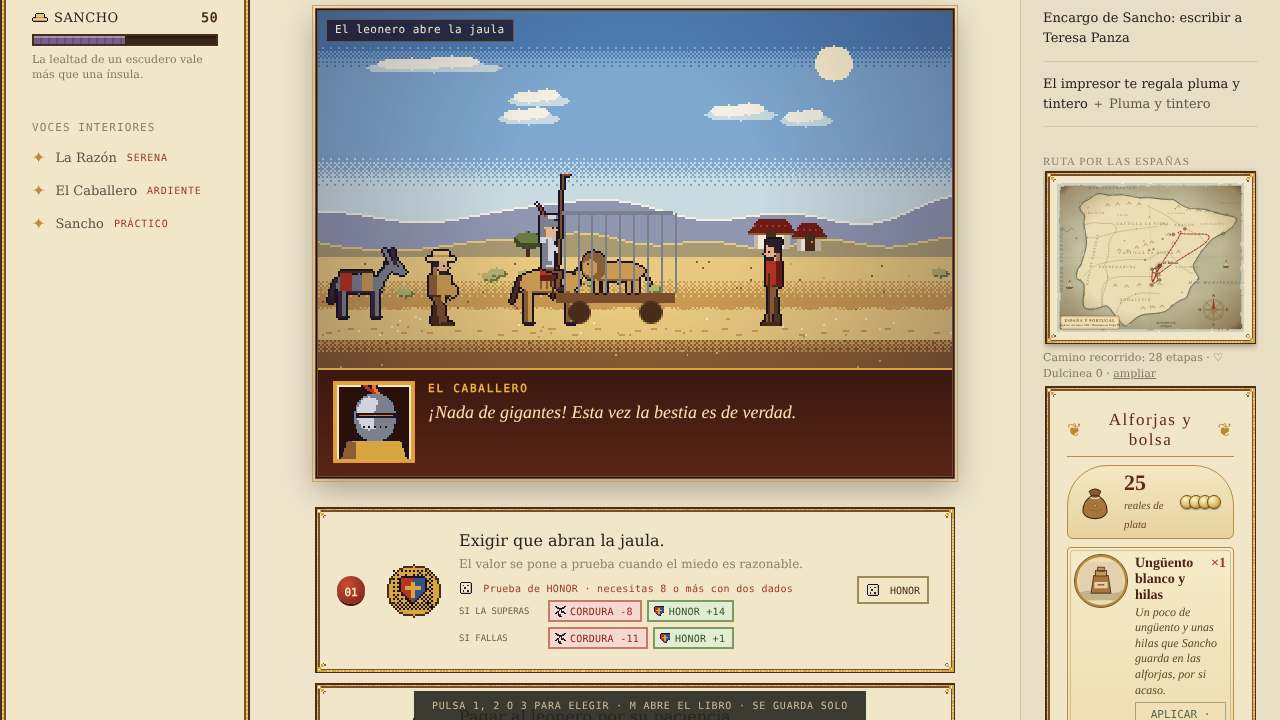 SANCHO 50
La lealtad de un escudero vale
más que una ínsula.
VOCES INTERIORES
La Razón SERENA
El Caballero ARDIENTE
Sancho PRÁCTICO
El leonero abre la jaula
EL CABALLERO
¡Nada de gigantes! Esta vez la bestia es de verdad.
01
Exigir que abran la jaula.
El valor se pone a prueba cuando el miedo es razonable.
Prueba de HONOR · necesitas 8 o más con dos dados
SI LA SUPERAS CORDURA -8 HONOR +14
SI FALLAS CORDURA -11 HONOR +1
HONOR
Pagar al leonero por su paciencia.
PULSA 1, 2 O 3 PARA ELEGIR · M ABRE EL LIBRO · SE GUARDA SOLO
Encargo de Sancho: escribir a
Teresa Panza
El impresor te regala pluma y
tintero + Pluma y tintero
RUTA POR LAS ESPAÑAS
Camino recorrido: 28 etapas · ♡
Dulcinea 0 · ampliar
Alforjas y
bolsa
25
reales de
plata
Ungüento ×1
blanco y
hilas
Un poco de
ungüento y unas
hilas que Sancho
guarda en las
alforjas, por si
acaso.
APLICAR ·